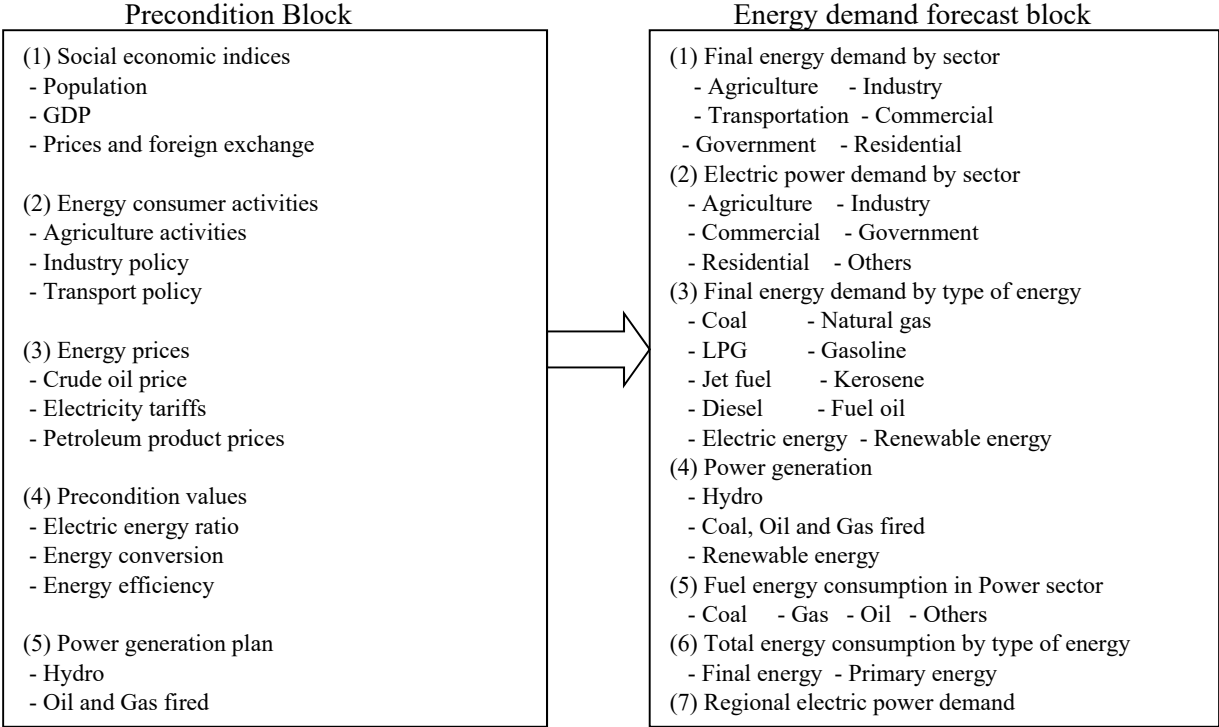 Precondition Block
(1) Social economic indices
- Population
- GDP
- Prices and foreign exchange
(2) Energy consumer activities
- Agriculture activities
- Industry policy
- Transport policy
(3) Energy prices
- Crude oil price
- Electricity tariffs
- Petroleum product prices
(4) Precondition values
- Electric energy ratio
- Energy conversion
- Energy efficiency
(5) Power generation plan
- Hydro
- Oil and Gas fired
Energy demand forecast block
(1) Final energy demand by sector
- Agriculture - Industry
- Transportation - Commercial
- Government - Residential
(2) Electric power demand by sector
- Agriculture - Industry
- Commercial - Government
- Residential - Others
(3) Final energy demand by type of energy
- Coal - Natural gas
- LPG - Gasoline
- Jet fuel - Kerosene
- Diesel - Fuel oil
- Electric energy - Renewable energy
(4) Power generation
- Hydro
- Coal, Oil and Gas fired
- Renewable energy
(5) Fuel energy consumption in Power sector
- Coal - Gas - Oil - Others
(6) Total energy consumption by type of energy
- Final energy - Primary energy
(7) Regional electric power demand